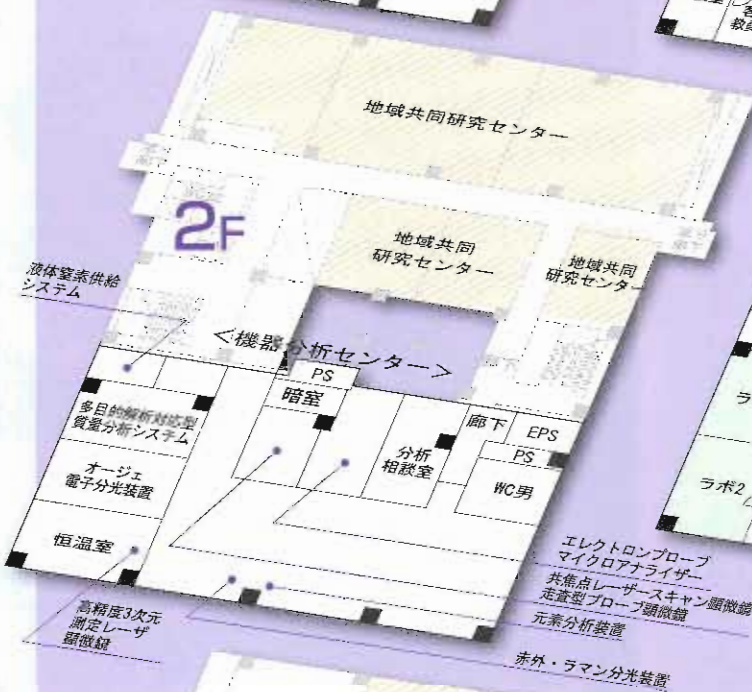 教
地域共同研究センター
2F
地域共同
研究センター
地域共同
研究センター
液体窒素供給
システム
<機器分析センター>
PS
暗室
多目的解析対応型
質量分析システム
分析
相談室
廊下
EPS
PS
WC男
オージェ
電子分光装置
恒温室
ラ
ラボ2
エレクトロンプローブ
マイクロアナライザー
共焦点レーザースキャン顕微鏡
走査型プローブ顕微鏡
元素分析装置
赤外・ラマン分光装置
高精度3次元
測定レーザ
顕微鏡